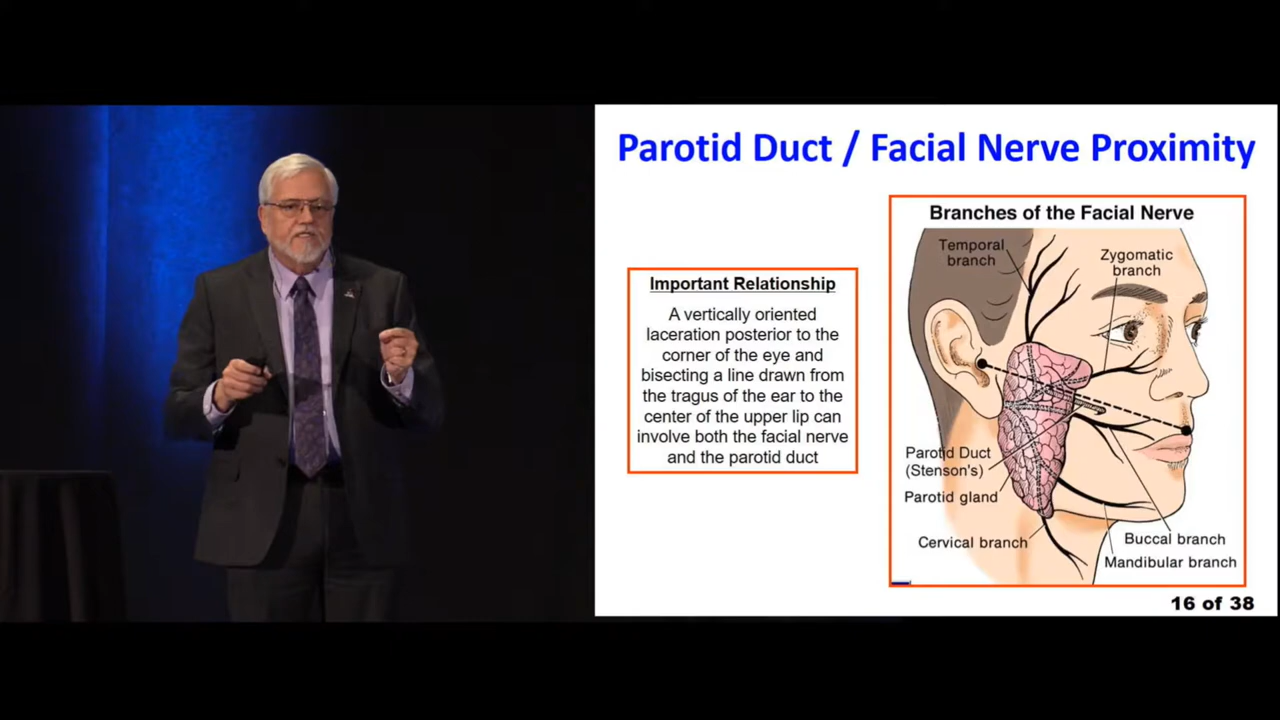 Parotid Duct / Facial Nerve Proximity
Important Relationship
A vertically oriented
laceration posterior to the
corner of the eye and
bisecting a line drawn from
the tragus of the ear to the
center of the upper lip can
involve both the facial nerve
and the parotid duct
Branches of the Facial Nerve
Temporal
branch
Zygomatic
branch
Parotid Duct
(Stenson's)
Parotid gland
Cervical branch
Buccal branch
Mandibular branch
16 of 38